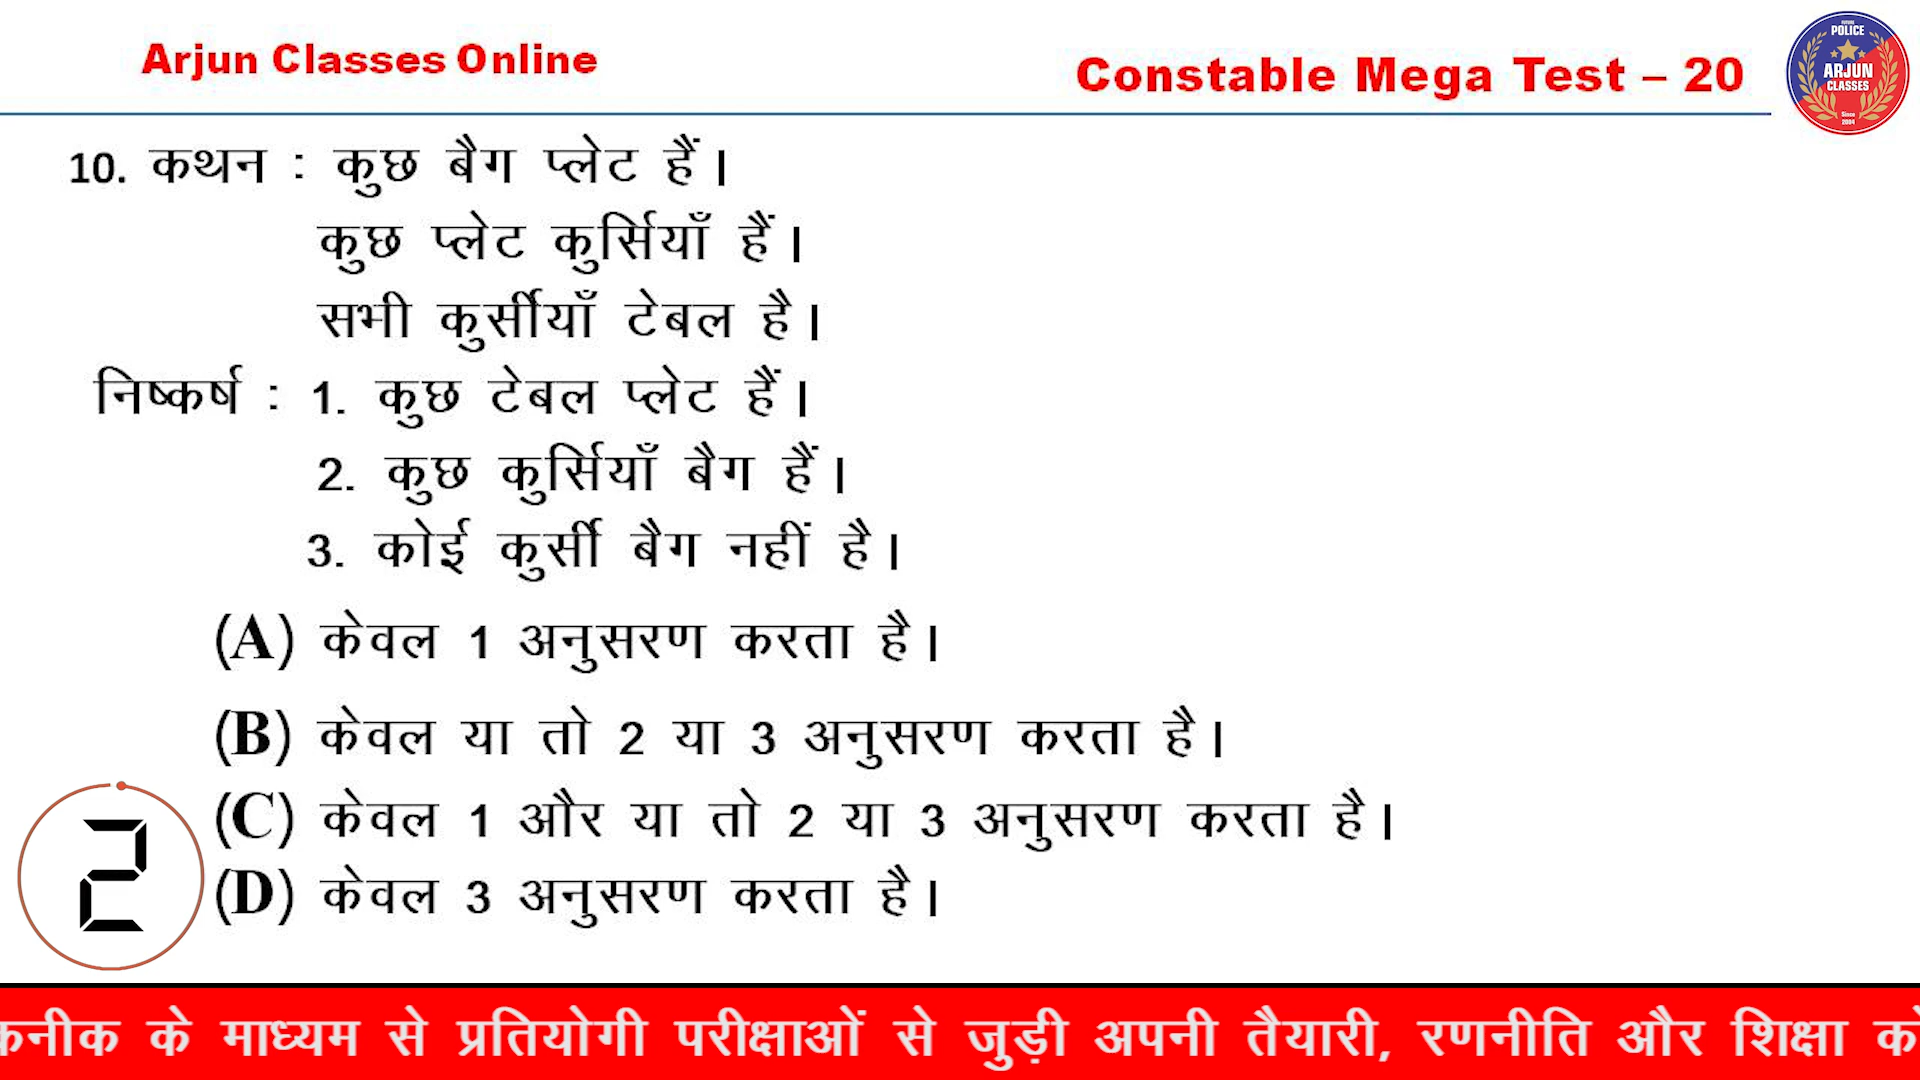 Arjun Classes Online
Constable Mega Test – 20
POLICE
ARJUN
CLASSES
Since
2004
10. कथन : कुछ बैग प्लेट हैं।
कुछ प्लेट कुर्सियाँ हैं।
सभी कुर्सीयाँ टेबल है।
निष्कर्ष : 1. कुछ टेबल प्लेट हैं।
2. कुछ कुर्सियाँ बैग हैं।
3. कोई कुर्सी बैग नहीं है।
(A) केवल 1 अनुसरण करता है।
(B) केवल या तो 2 या 3 अनुसरण करता है।
(C) केवल 1 और या तो 2 या 3 अनुसरण करता है।
(D) केवल 3 अनुसरण करता है।
2
कनीक के माध्यम से प्रतियोगी परीक्षाओं से जुड़ी अपनी तैयारी, रणनीति और शिक्षा को